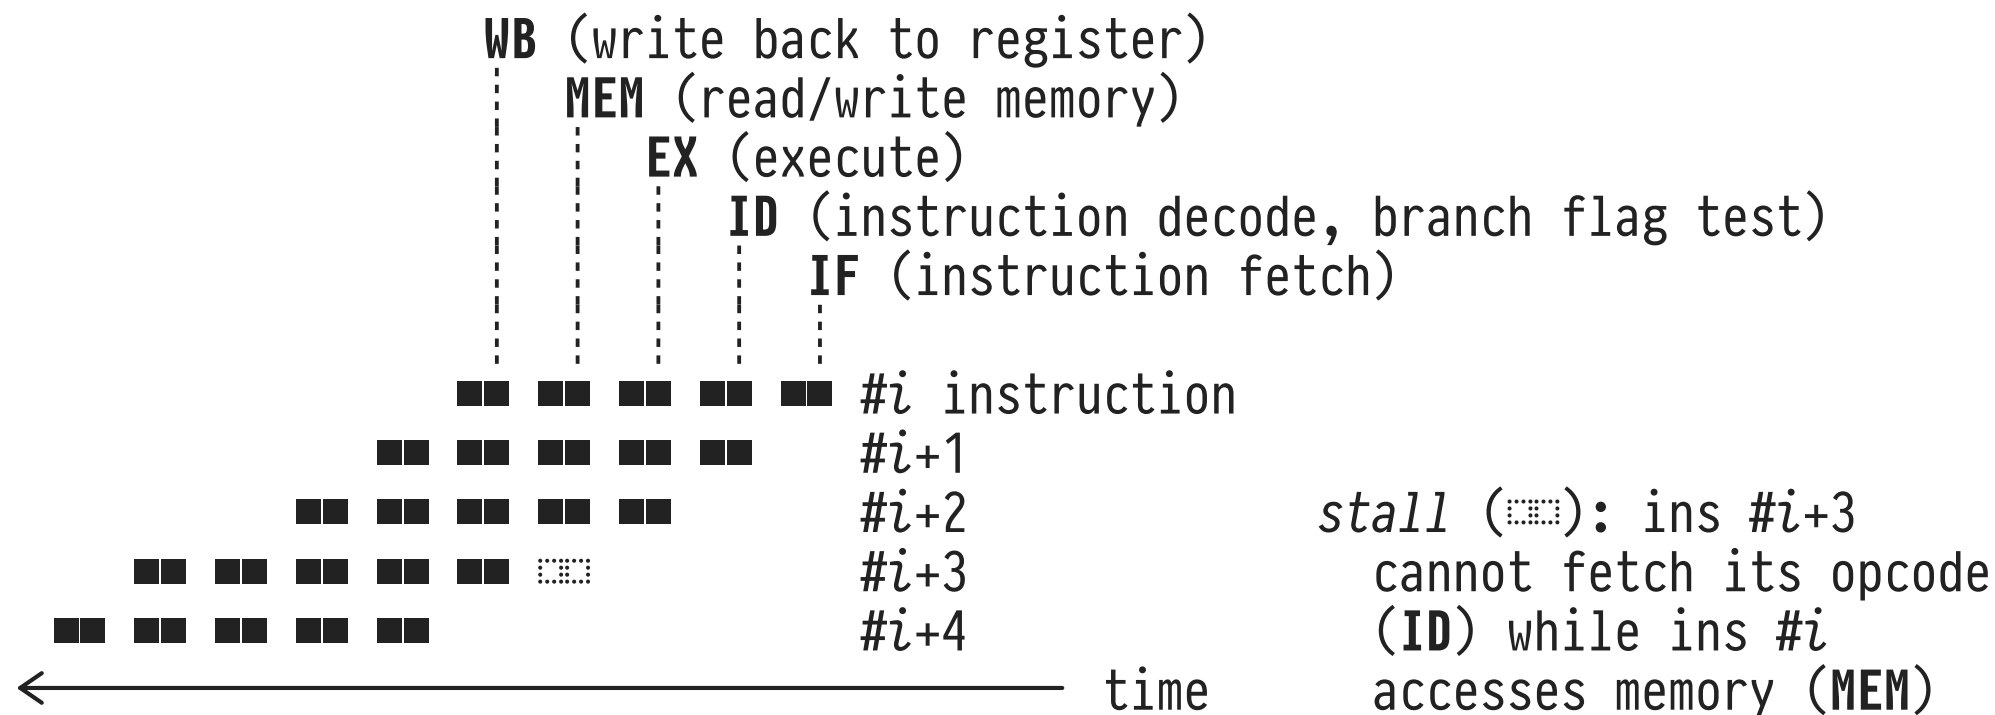 WB (write back to register)
MEM (read/write memory)
EX (execute)
ID (instruction decode, branch flag test)
IF (instruction fetch)
#i instruction
#i+1
#i+2
#i+3
#i+4
time
stall ( ): ins #i+3
cannot fetch its opcode
(ID) while ins #i
accesses memory (MEM)